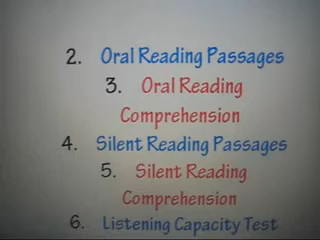 2. Oral Reading Passages
3. Oral Reading
Comprehension
4. Silent Reading Passages
5. Silent Reading
Comprehension
6. Listening Capacity Test